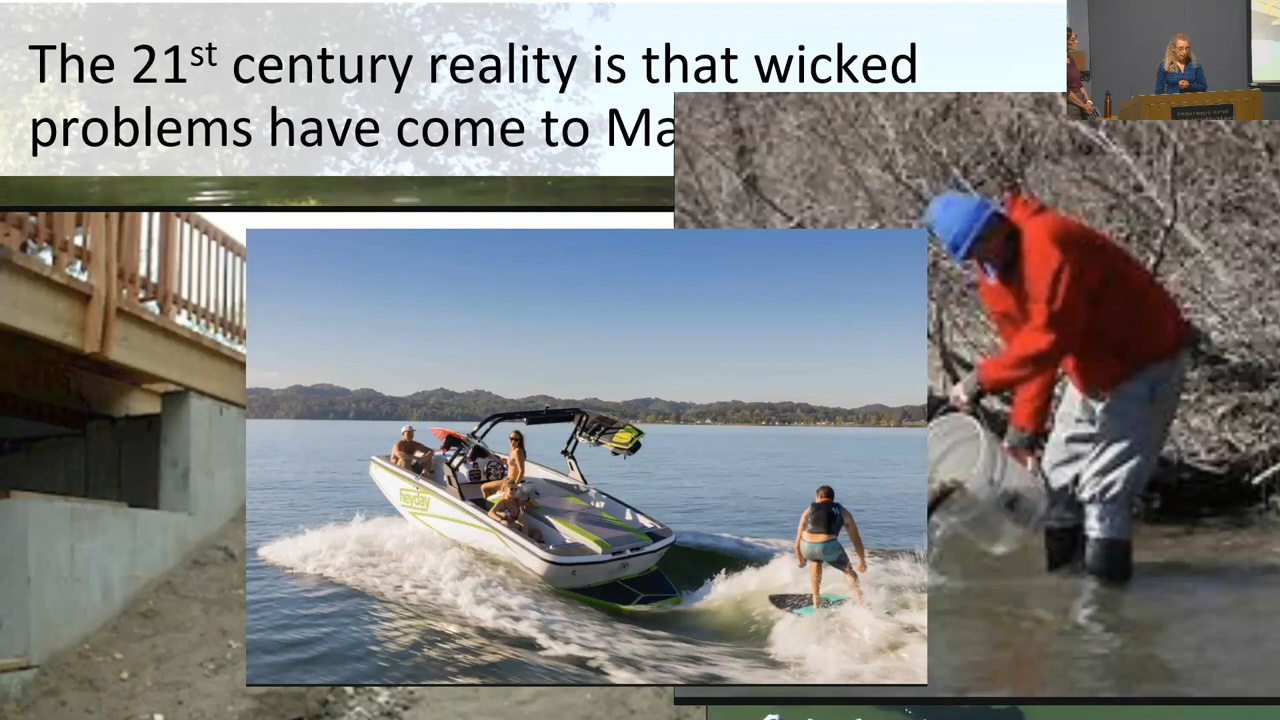 The 21st century reality is that wicked
problems have come to Ma
heyday